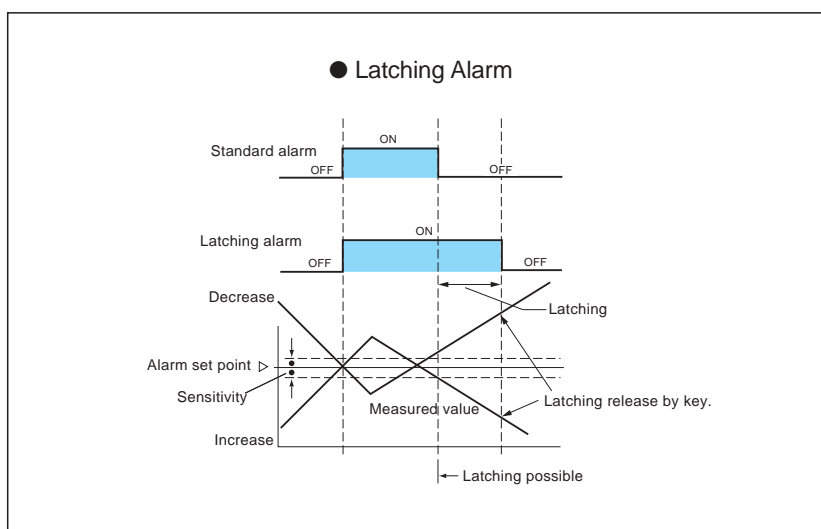 ● Latching Alarm
ON
Standard alarm
OFF
OFF
ON
Latching alarm
OFF
OFF
Decrease
Latching
Alarm set point ▷
Sensitivity
Measured value
Latching release by key.
Increase
Latching possible